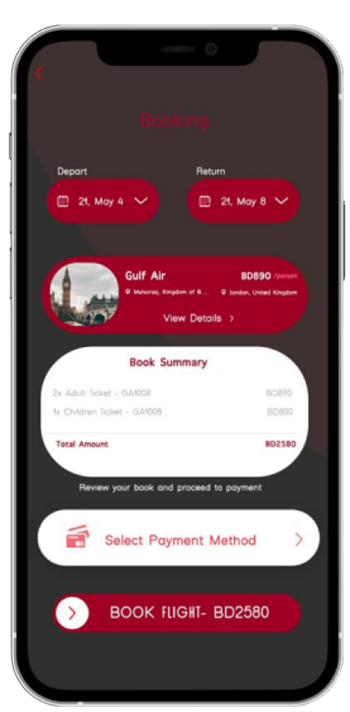 Booking
Depart
Return
21, May 4
21, May 8
Gulf Air
BD890 /person
Muharraq, Kingdom of B...
London, United Kingdom
View Details >
Book Summary
2x Adult Ticket - GA1008
BD890
1x Children Ticket - GA1008
BD800
Total Amount
BD2580
Review your book and proceed to payment
Select Payment Method
BOOK FLIGHT- BD2580